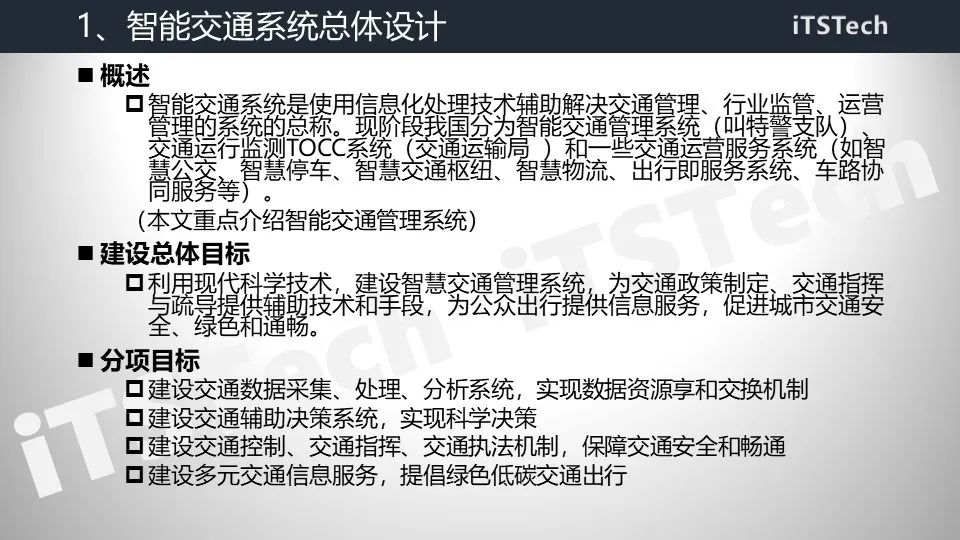 1、智能交通系统总体设计
iTSTech
■ 概述
智能交通系统是使用信息化处理技术辅助解决交通管理、行业监管、运营
管理的系统的总称。现阶段我国分为智能交通管理系统（叫特警支队）、
交通运行监测TOCC系统（交通运输局 ）和一些交通运营服务系统（如智
慧公交、智慧停车、智慧交通枢纽、智慧物流、出行即服务系统、车路协
同服务等）。
（本文重点介绍智能交通管理系统）
■ 建设总体目标
利用现代科学技术，建设智慧交通管理系统，为交通政策制定、交通指挥
与疏导提供辅助技术和手段，为公众出行提供信息服务，促进城市交通安
全、绿色和通畅。
■ 分项目标
建设交通数据采集、处理、分析系统，实现数据资源享和交换机制
建设交通辅助决策系统，实现科学决策
建设交通控制、交通指挥、交通执法机制，保障交通安全和畅通
建设多元交通信息服务，提倡绿色低碳交通出行
iTSTech iTSTech